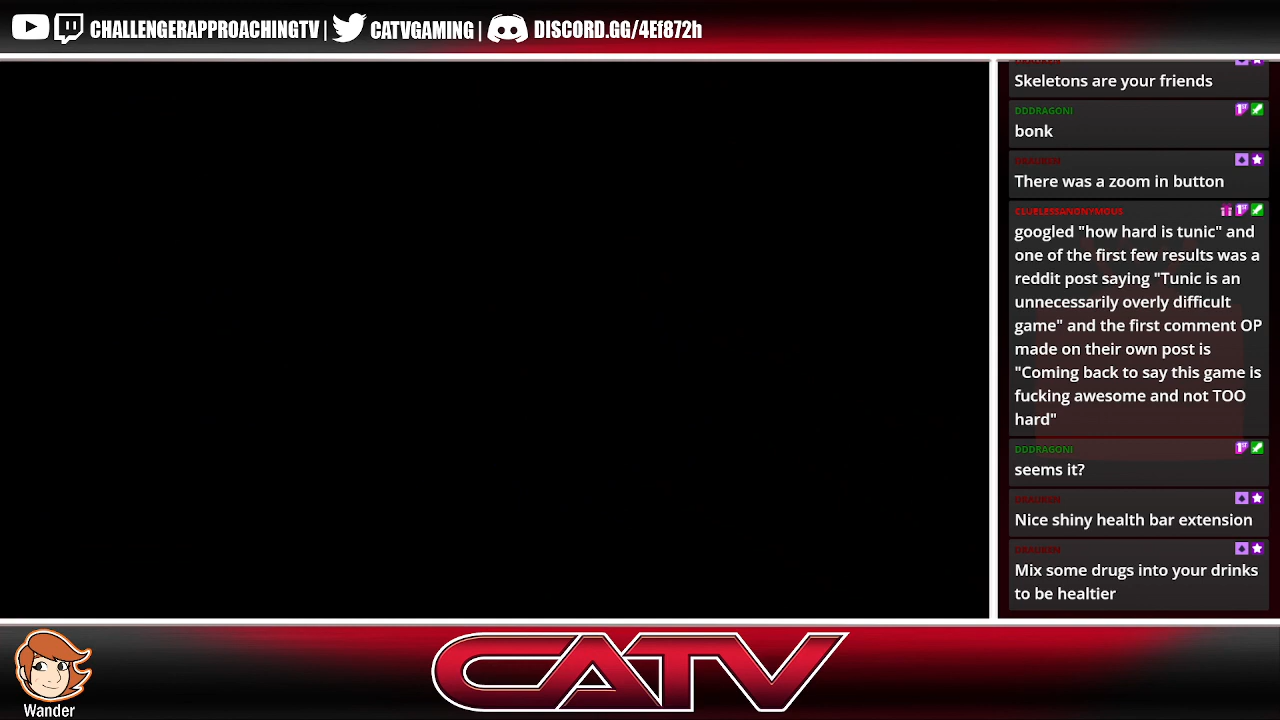 CHALLENGERAPPROACHINGTV | CATVGAMING | DISCORD.GG/4Ef872h
Skeletons are your friends
DDDRAGONI
bonk
There was a zoom in button
CLUELESSANONYMOUS
googled "how hard is tunic" and
one of the first few results was a
reddit post saying "Tunic is an
unnecessarily overly difficult
game" and the first comment OP
made on their own post is
"Coming back to say this game is
fucking awesome and not TOO
hard"
DDDRAGONI
seems it?
Nice shiny health bar extension
Mix some drugs into your drinks
to be healtier
CATV
Wander